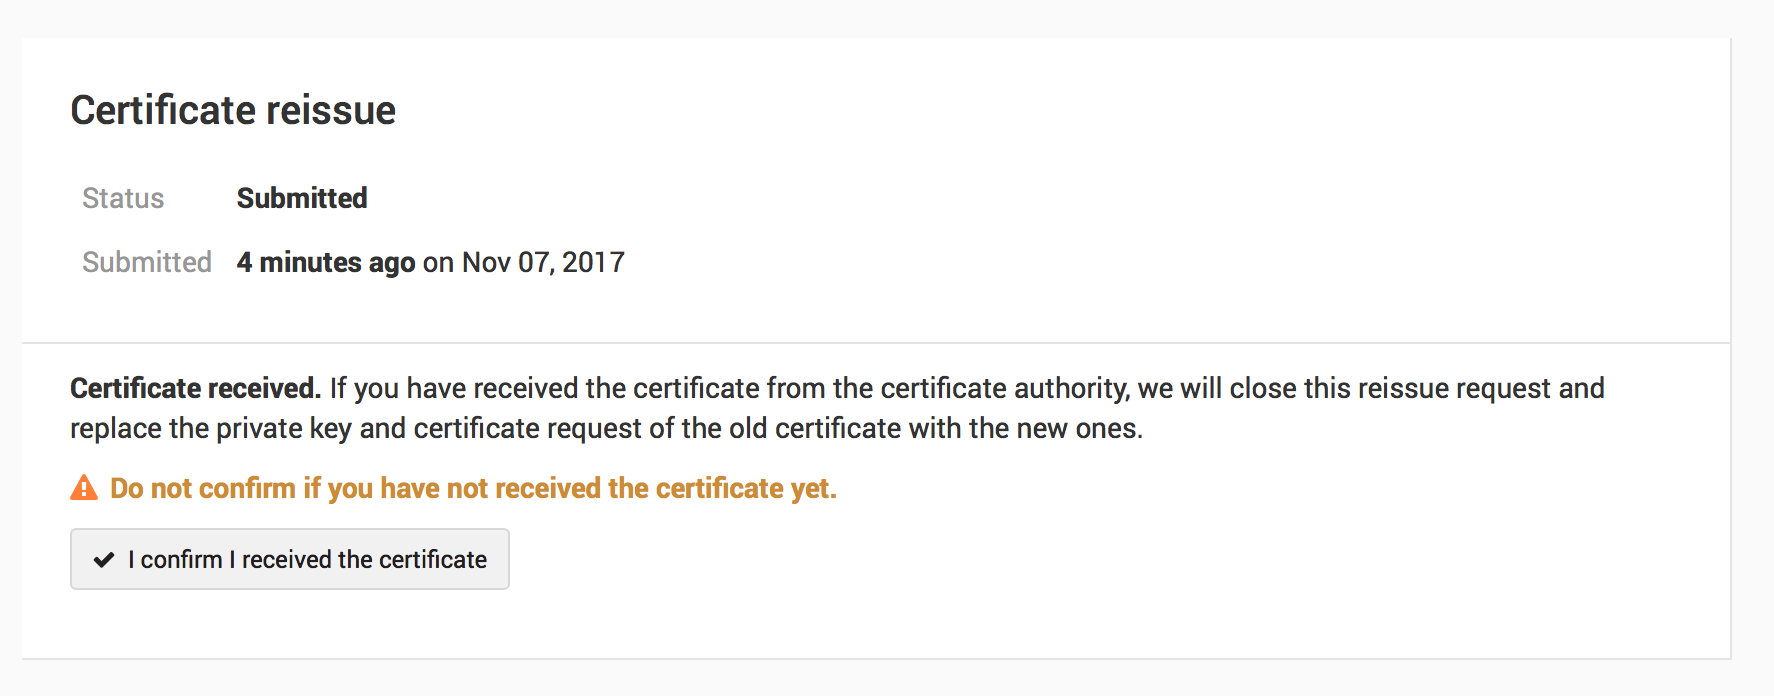 Certificate reissue
Status Submitted
Submitted 4 minutes ago on Nov 07, 2017
Certificate received. If you have received the certificate from the certificate authority, we will close this reissue request and
replace the private key and certificate request of the old certificate with the new ones.
Do not confirm if you have not received the certificate yet.
I confirm I received the certificate